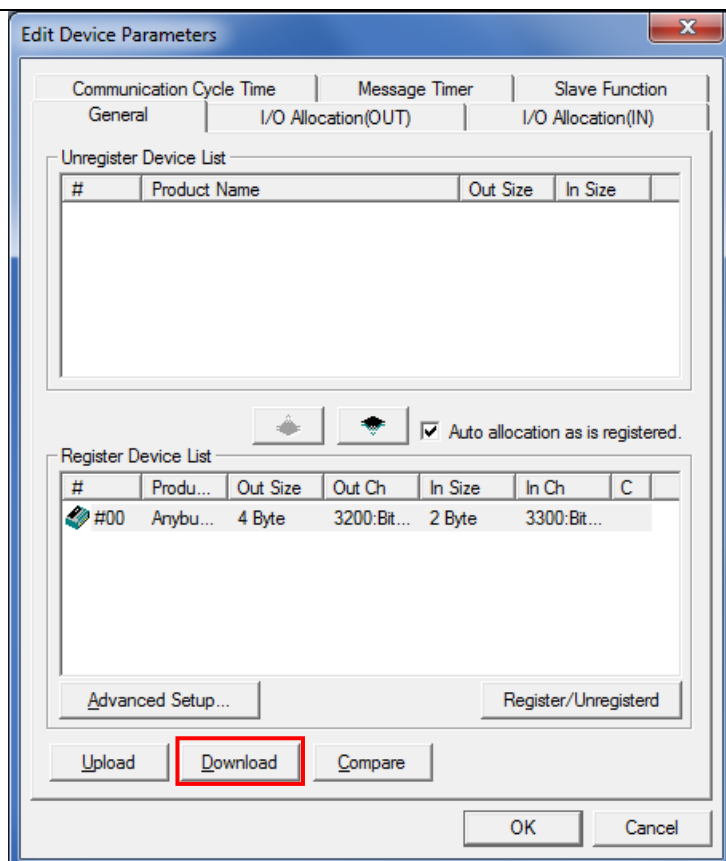 Edit Device Parameters
Communication Cycle Time Message Timer Slave Function
General I/O Allocation(OUT) I/O Allocation(IN)
Unregister Device List
# Product Name Out Size In Size
Auto allocation as is registered.
Register Device List
# Produ... Out Size Out Ch In Size In Ch C
#00 Anybu... 4 Byte 3200:Bit... 2 Byte 3300:Bit...
Advanced Setup... Register/Unregisterd
Upload Download Compare
OK Cancel